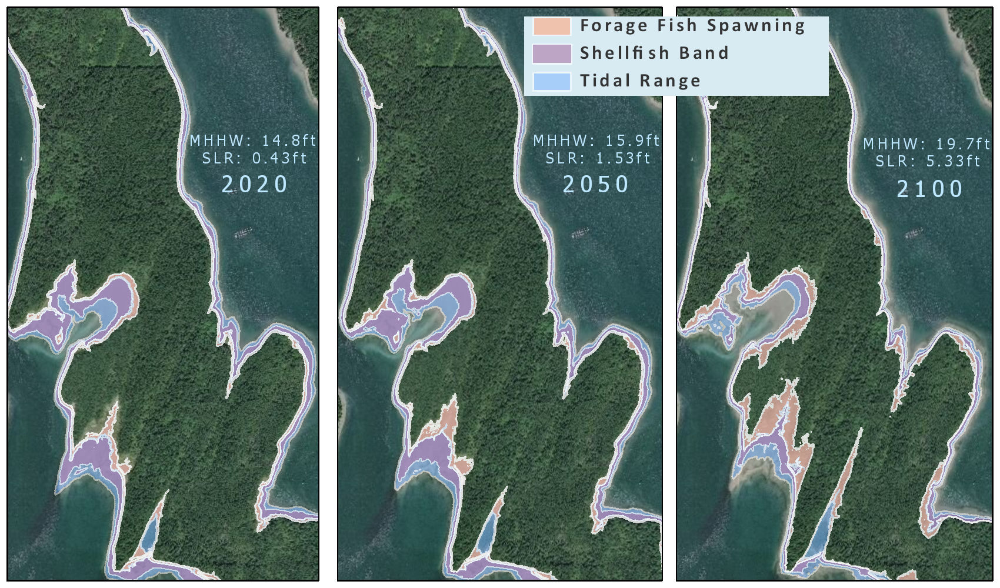 Forage Fish Spawning
Shellfish Band
Tidal Range
MHHW: 14.8ft
SLR: 0.43ft
2020
MHHW: 15.9ft
SLR: 1.53ft
2050
MHHW: 19.7ft
SLR: 5.33ft
2100